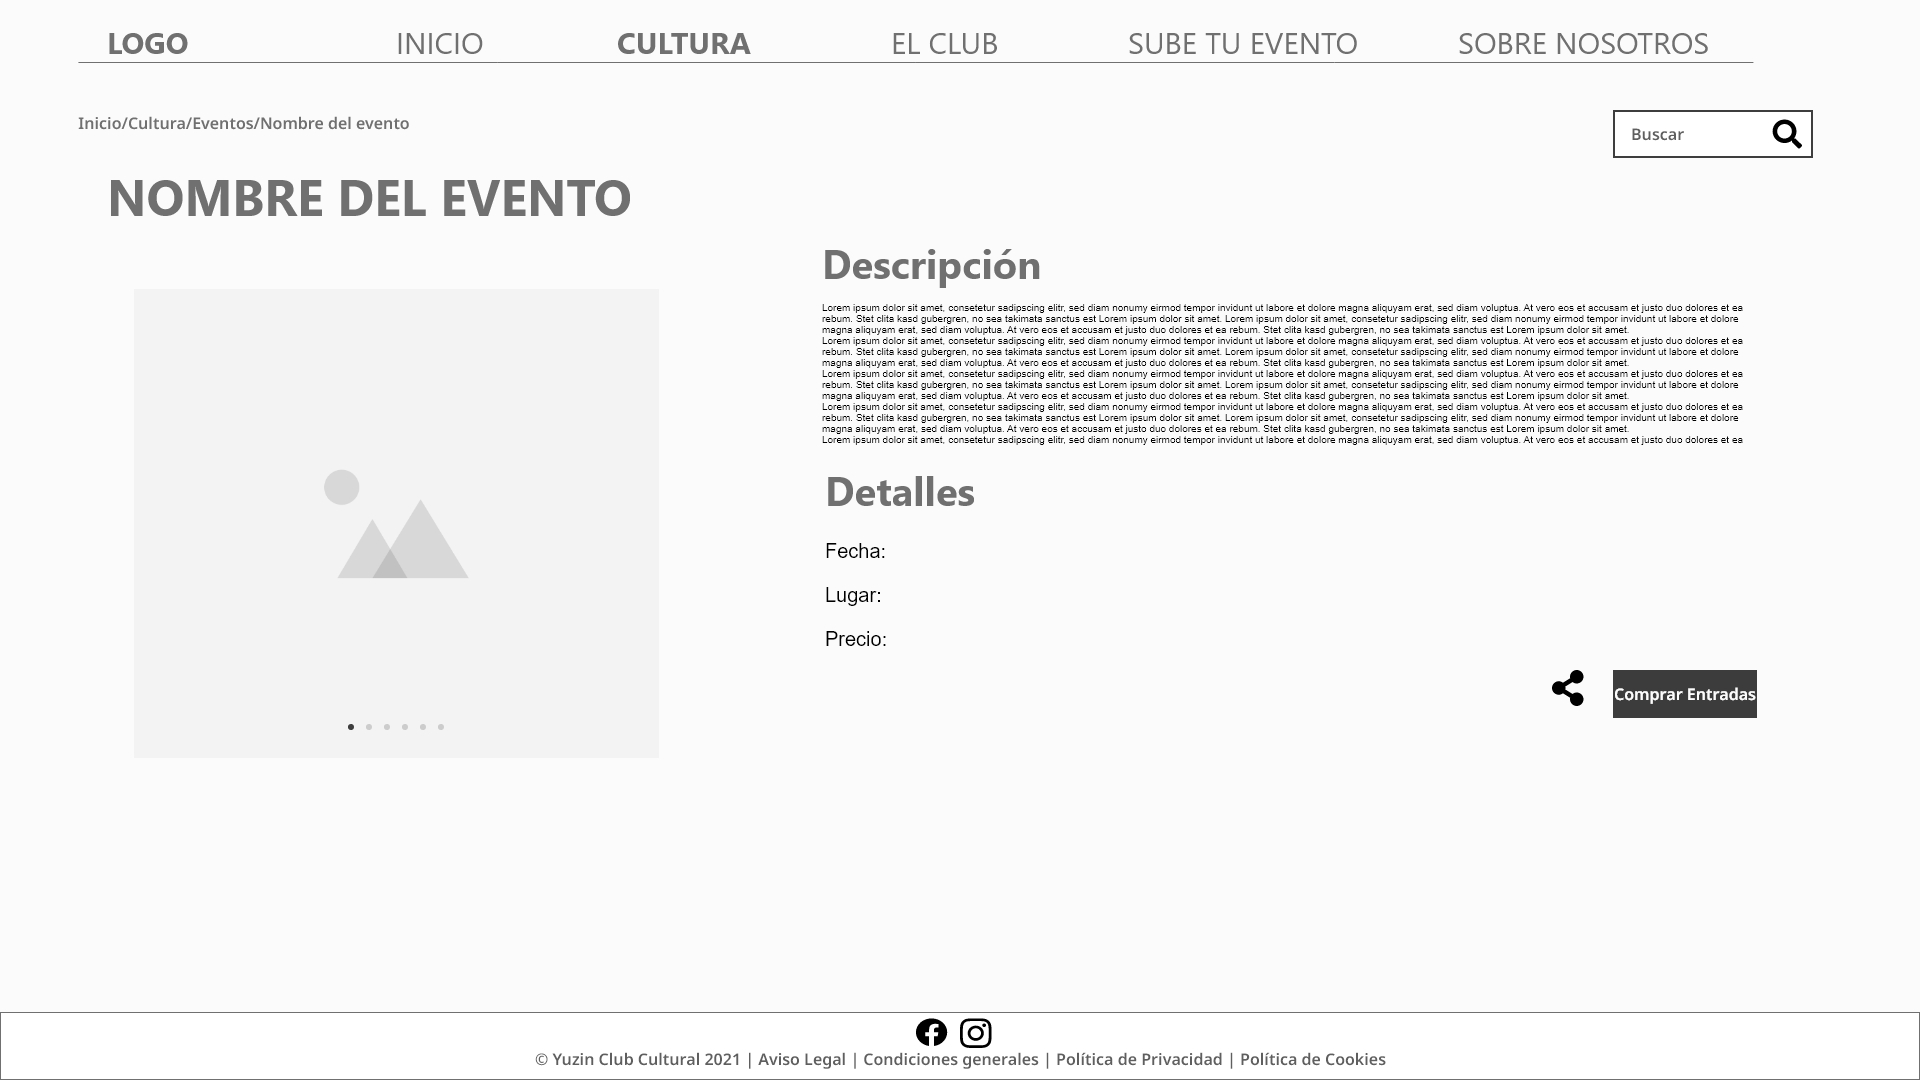 LOGO INICIO CULTURA EL CLUB SUBE TU EVENTO SOBRE NOSOTROS
Inicio/Cultura/Eventos/Nombre del evento
Buscar
NOMBRE DEL EVENTO
Descripción
Lorem ipsum dolor sit amet, consetetur sadipscing elitr, sed diam nonumy eirmod tempor invidunt ut labore et dolore magna aliquyam erat, sed diam voluptua. At vero eos et accusam et justo duo dolores et ea
rebum. Stet clita kasd gubergren, no sea takimata sanctus est Lorem ipsum dolor sit amet. Lorem ipsum dolor sit amet, consetetur sadipscing elitr, sed diam nonumy eirmod tempor invidunt ut labore et dolore
magna aliquyam erat, sed diam voluptua. At vero eos et accusam et justo duo dolores et ea rebum. Stet clita kasd gubergren, no sea takimata sanctus est Lorem ipsum dolor sit amet.
Lorem ipsum dolor sit amet, consetetur sadipscing elitr, sed diam nonumy eirmod tempor invidunt ut labore et dolore magna aliquyam erat, sed diam voluptua. At vero eos et accusam et justo duo dolores et ea
rebum. Stet clita kasd gubergren, no sea takimata sanctus est Lorem ipsum dolor sit amet. Lorem ipsum dolor sit amet, consetetur sadipscing elitr, sed diam nonumy eirmod tempor invidunt ut labore et dolore
magna aliquyam erat, sed diam voluptua. At vero eos et accusam et justo duo dolores et ea rebum. Stet clita kasd gubergren, no sea takimata sanctus est Lorem ipsum dolor sit amet.
Lorem ipsum dolor sit amet, consetetur sadipscing elitr, sed diam nonumy eirmod tempor invidunt ut labore et dolore magna aliquyam erat, sed diam voluptua. At vero eos et accusam et justo duo dolores et ea
rebum. Stet clita kasd gubergren, no sea takimata sanctus est Lorem ipsum dolor sit amet. Lorem ipsum dolor sit amet, consetetur sadipscing elitr, sed diam nonumy eirmod tempor invidunt ut labore et dolore
magna aliquyam erat, sed diam voluptua. At vero eos et accusam et justo duo dolores et ea rebum. Stet clita kasd gubergren, no sea takimata sanctus est Lorem ipsum dolor sit amet.
Lorem ipsum dolor sit amet, consetetur sadipscing elitr, sed diam nonumy eirmod tempor invidunt ut labore et dolore magna aliquyam erat, sed diam voluptua. At vero eos et accusam et justo duo dolores et ea
rebum. Stet clita kasd gubergren, no sea takimata sanctus est Lorem ipsum dolor sit amet. Lorem ipsum dolor sit amet, consetetur sadipscing elitr, sed diam nonumy eirmod tempor invidunt ut labore et dolore
magna aliquyam erat, sed diam voluptua. At vero eos et accusam et justo duo dolores et ea rebum. Stet clita kasd gubergren, no sea takimata sanctus est Lorem ipsum dolor sit amet.
Lorem ipsum dolor sit amet, consetetur sadipscing elitr, sed diam nonumy eirmod tempor invidunt ut labore et dolore magna aliquyam erat, sed diam voluptua. At vero eos et accusam et justo duo dolores et ea
Detalles
Fecha:
Lugar:
Precio:
Comprar Entradas
© Yuzin Club Cultural 2021 | Aviso Legal | Condiciones generales | Política de Privacidad | Política de Cookies